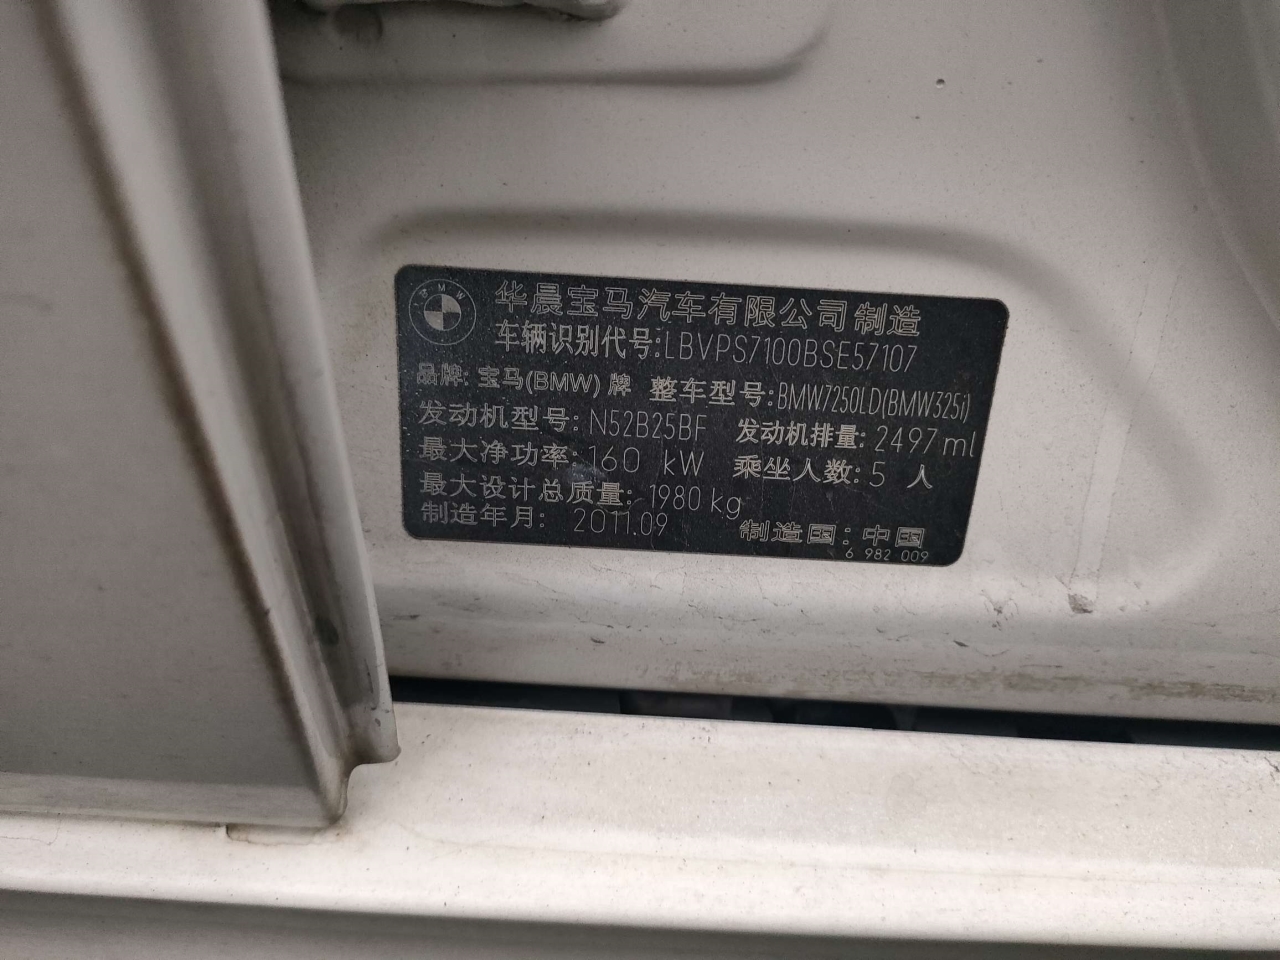 BMW
华晨宝马汽车有限公司制造
车辆识别代号:LBVPS7100BSE57107
品牌: 宝马(BMW) 牌 整车型号:BMW7250LD(BMW325i)
发动机型号: N52B25BF 发动机排量: 2497ml
最大净功率: 160 kW 乘坐人数: 5 人
最大设计总质量: 1980 kg
制造年月: 2011.09 制造国: 中国
6 982 009